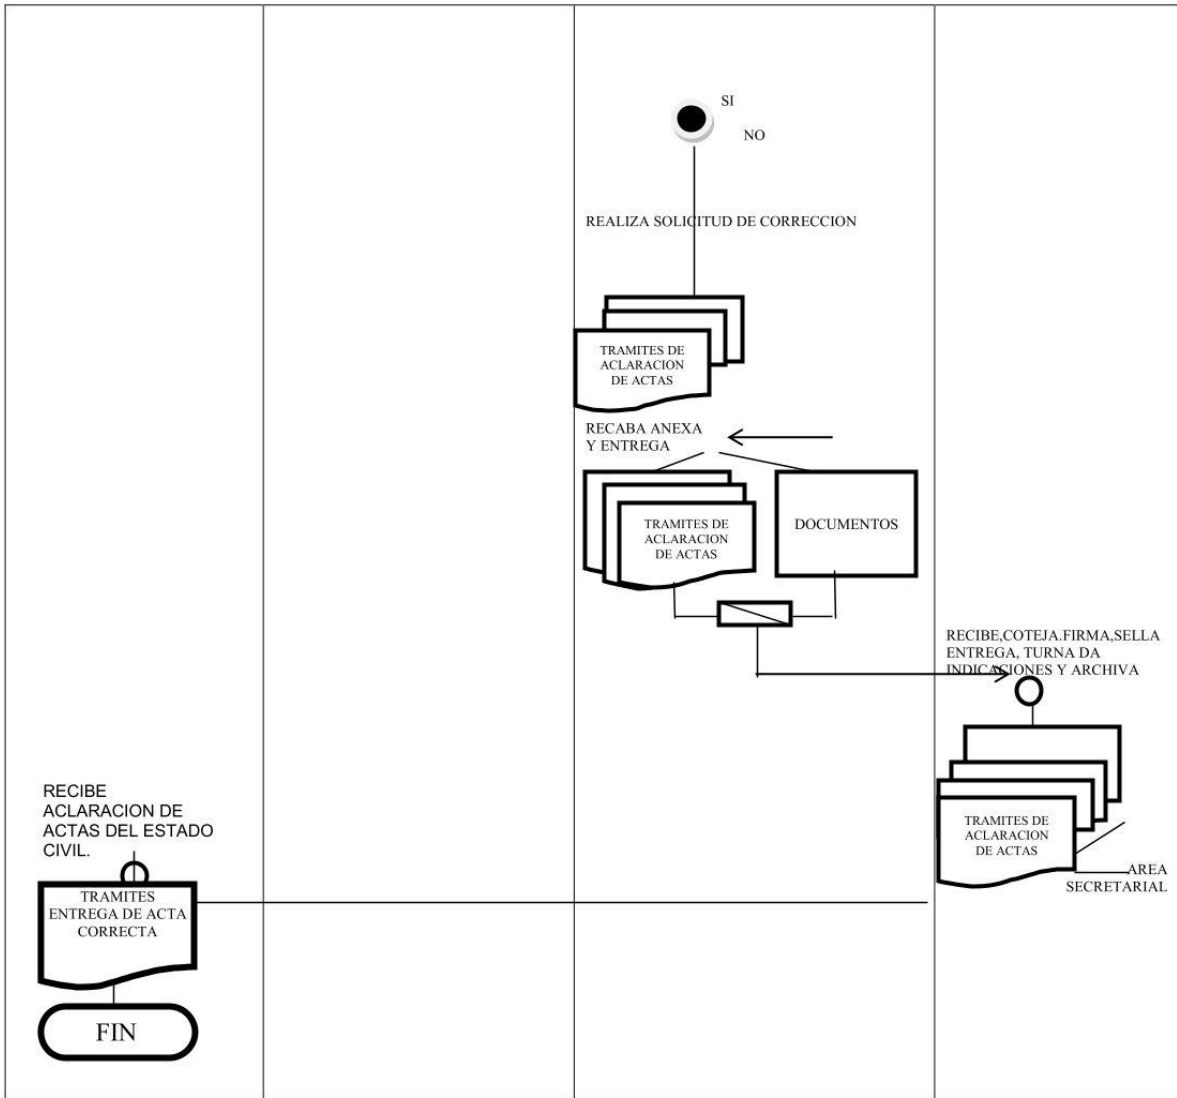 SI
NO
REALIZA SOLICITUD DE CORRECCION
TRAMITES DE
ACLARACION
DE ACTAS
RECABA ANEXA
Y ENTREGA
TRAMITES DE
ACLARACION
DE ACTAS
DOCUMENTOS
RECIBE,COTEJA.FIRMA,SELLA
ENTREGA, TURNA DA
INDICACIONES Y ARCHIVA
TRAMITES DE
ACLARACION
DE ACTAS
AREA
SECRETARIAL
RECIBE
ACLARACION DE
ACTAS DEL ESTADO
CIVIL.
TRAMITES
ENTREGA DE ACTA
CORRECTA
FIN